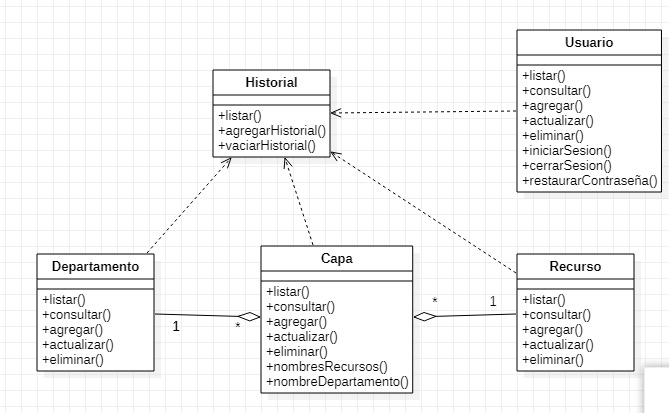 Usuario
+listar()
+consultar()
+agregar()
+actualizar()
+eliminar()
+iniciarSesion()
+cerrarSesion()
+restaurarContraseña()
Historial
+listar()
+agregarHistorial()
+vaciarHistorial()
Departamento
+listar()
+consultar()
+agregar()
+actualizar()
+eliminar()
1
*
Capa
+listar()
+consultar()
+agregar()
+actualizar()
+eliminar()
+nombresRecursos()
+nombreDepartamento()
*
1
Recurso
+listar()
+consultar()
+agregar()
+actualizar()
+eliminar()